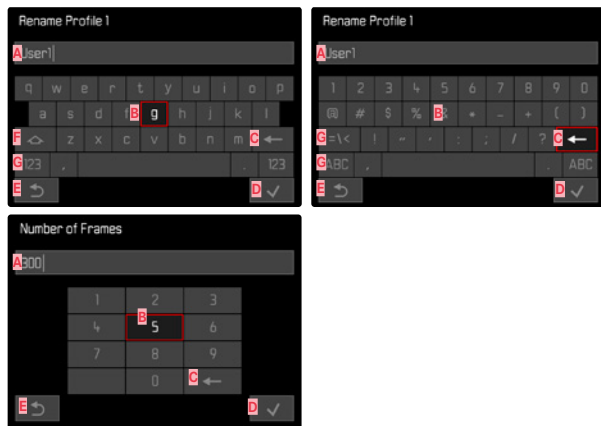 Rename Profile 1
A User1
q w e r t y u i o p
a s d f B g h j k l
F z x c v b n m C ←
G 123 , . 123
E D
Rename Profile 1
A User1
1 2 3 4 5 6 7 8 9 0
@ # $ % B & * - + ( )
G =\< ! " ' : ; / ? C ←
G ABC , . ABC
E D
Number of Frames
A 300
1 2 3
4 B 5 6
7 8 9
0 C ←
E D